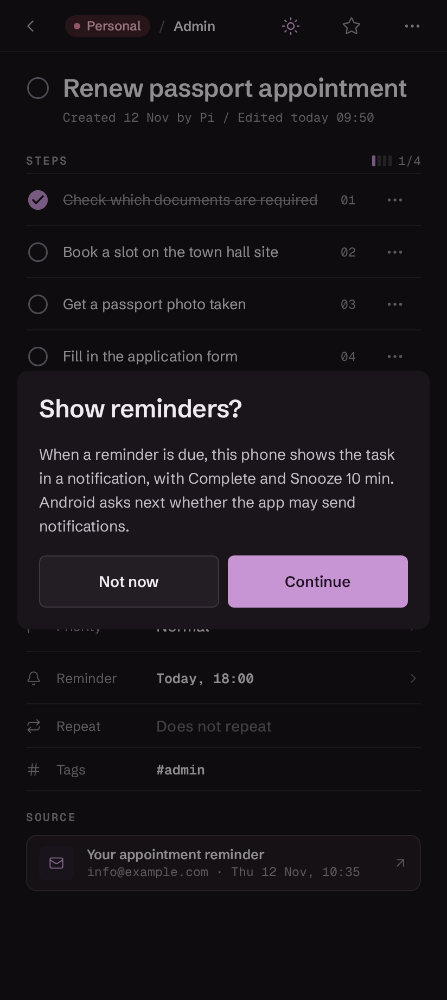 Personal / Admin
Renew passport appointment
Created 12 Nov by Pi / Edited today 09:50
STEPS 1/4
Check which documents are required 01
Book a slot on the town hall site 02
Get a passport photo taken 03
Fill in the application form 04
Show reminders?
When a reminder is due, this phone shows the task
in a notification, with Complete and Snooze 10 min.
Android asks next whether the app may send
notifications.
Not now Continue
Priority Normal
Reminder Today, 18:00
Repeat Does not repeat
Tags #admin
SOURCE
Your appointment reminder
info@example.com · Thu 12 Nov, 10:35